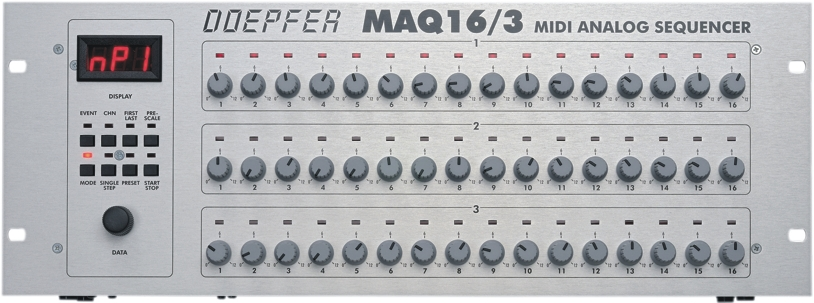 DOEPFER MAQ16/3 MIDI ANALOG SEQUENCER
nP1
DISPLAY
EVENT CHN FIRST LAST PRE-SCALE
MODE SINGLE STEP PRESET START STOP
DATA
1
1 2 3 4 5 6 7 8 9 10 11 12 13 14 15 16
2
1 2 3 4 5 6 7 8 9 10 11 12 13 14 15 16
3
1 2 3 4 5 6 7 8 9 10 11 12 13 14 15 16